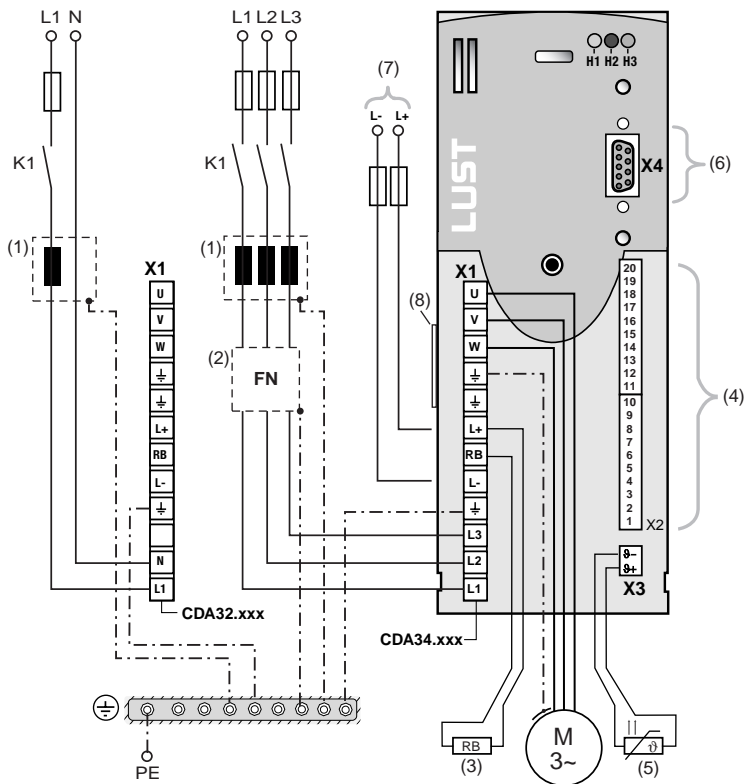 L1 N
L1 L2 L3
(7)
L- L+
K1
K1
(1)
(1)
(2)
FN
(8)
H1 H2 H3
LUST
X4
(6)
X1
U
V
W
L+
RB
L-
N
L1
CDA32.xxx
X1
U
V
W
L+
RB
L-
L3
L2
L1
CDA34.xxx
20
19
18
17
16
15
14
13
12
11
10
9
8
7
6
5
4
3
2
1
X2
(4)
ϑ-
ϑ+
X3
PE
RB
(3)
M
3~
ϑ
(5)